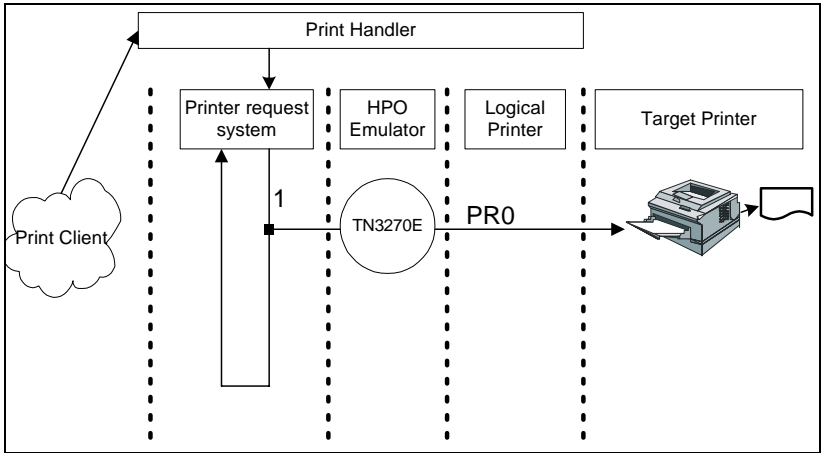 Print Handler
Printer request
system
HPO
Emulator
Logical
Printer
Target Printer
1
TN3270E
PR0
Print Client